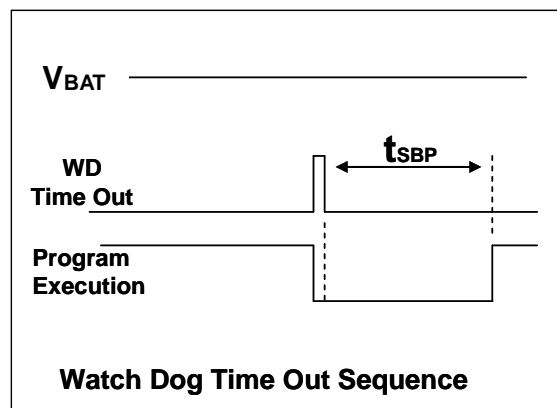 VBAT
tSBP
WD
Time Out
Program
Execution
Watch Dog Time Out Sequence